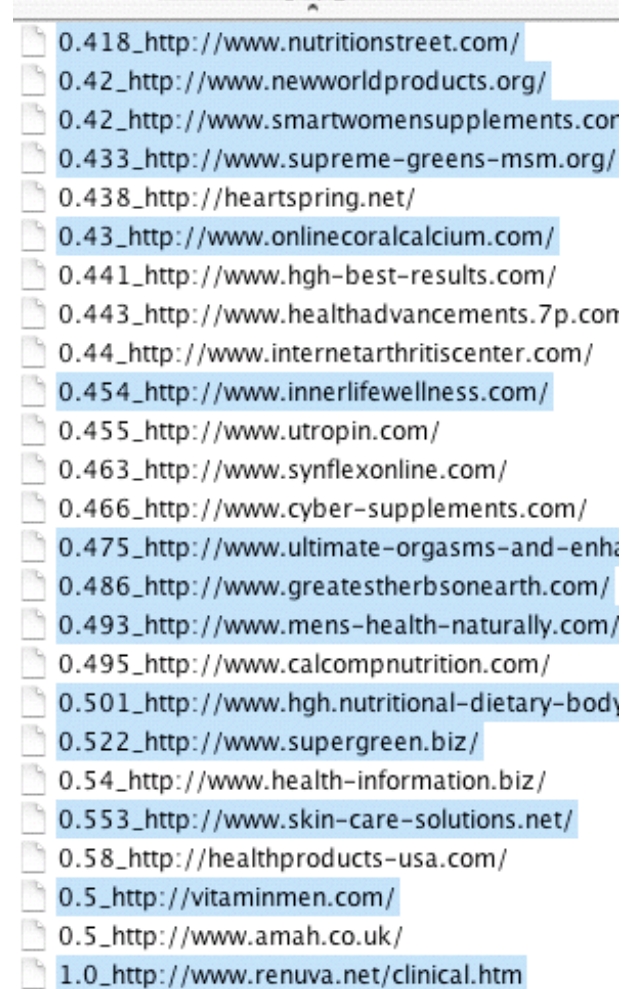 0.418_http://www.nutritionstreet.com/
0.42_http://www.newworldproducts.org/
0.42_http://www.smartwomensupplements.com
0.433_http://www.supreme-greens-msm.org/
0.438_http://heartspring.net/
0.43_http://www.onlinecoralcalcium.com/
0.441_http://www.hgh-best-results.com/
0.443_http://www.healthadvancements.7p.com
0.44_http://www.internetarthritiscenter.com/
0.454_http://www.innerlifewellness.com/
0.455_http://www.utropin.com/
0.463_http://www.synflexonline.com/
0.466_http://www.cyber-supplements.com/
0.475_http://www.ultimate-orgasms-and-enha
0.486_http://www.greatestherbsonearth.com/
0.493_http://www.mens-health-naturally.com/
0.495_http://www.calcompnutrition.com/
0.501_http://www.hgh.nutritional-dietary-body
0.522_http://www.supergreen.biz/
0.54_http://www.health-information.biz/
0.553_http://www.skin-care-solutions.net/
0.58_http://healthproducts-usa.com/
0.5_http://vitaminmen.com/
0.5_http://www.amah.co.uk/
1.0_http://www.renuva.net/clinical.htm